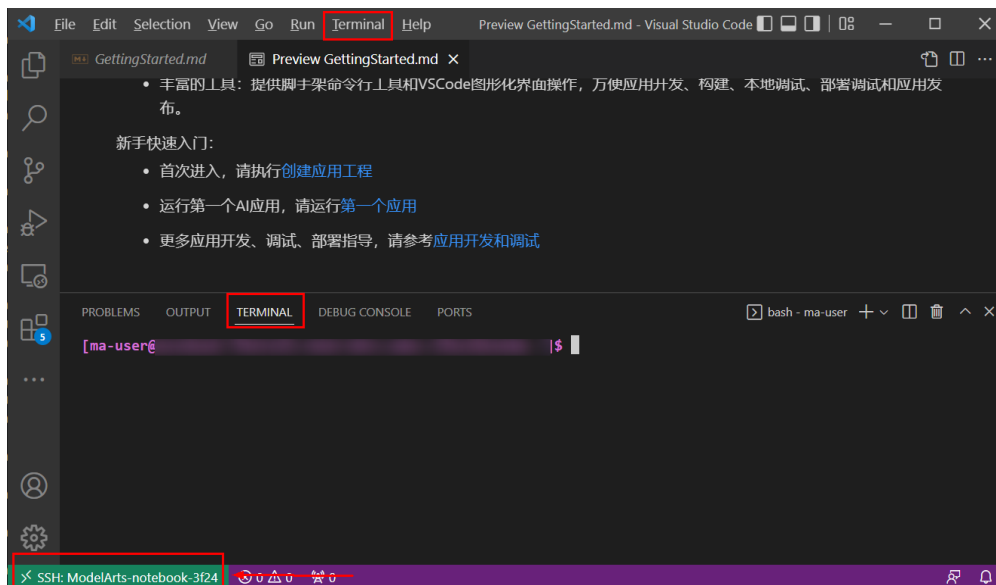 File Edit Selection View Go Run Terminal Help Preview GettingStarted.md - Visual Studio Code
GettingStarted.md Preview GettingStarted.md
• 丰富的工具：提供脚手架命令行工具和VSCode图形化界面操作，方便应用开发、构建、本地调试、部署调试和应用发
布。
新手快速入门：
• 首次进入，请执行创建应用工程
• 运行第一个AI应用，请运行第一个应用
• 更多应用开发、调试、部署指导，请参考应用开发和调试
PROBLEMS OUTPUT TERMINAL DEBUG CONSOLE PORTS bash - ma-user
[ma-user@ ]$
5
SSH: ModelArts-notebook-3f24 0 0 0